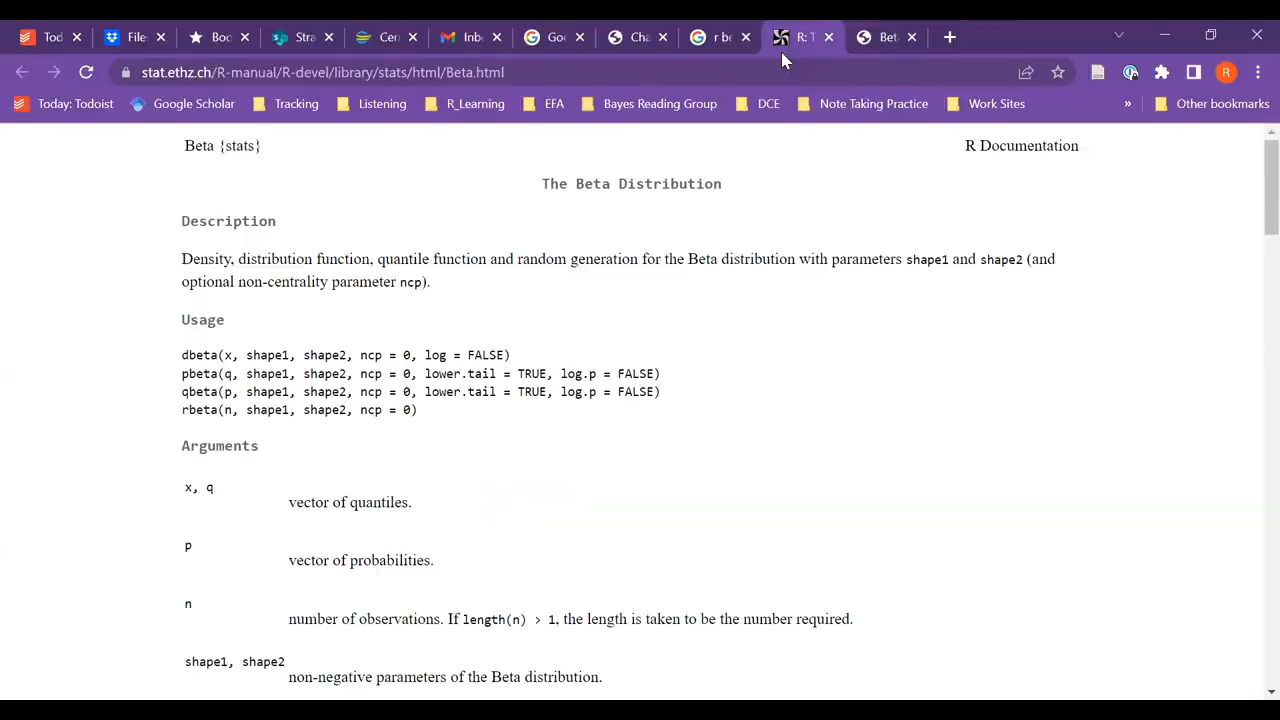 Tod
File
Boo
Stra
Cer
Inb
Goo
Cha
r be
R: T
Bet
stat.ethz.ch/R-manual/R-devel/library/stats/html/Beta.html
R
Today: Todoist
Google Scholar
Tracking
Listening
R_Learning
EFA
Bayes Reading Group
DCE
Note Taking Practice
Work Sites
»
Other bookmarks
Beta {stats}
R Documentation
The Beta Distribution
Description
Density, distribution function, quantile function and random generation for the Beta distribution with parameters shape1 and shape2 (and
optional non-centrality parameter ncp).
Usage
dbeta(x, shape1, shape2, ncp = 0, log = FALSE)
pbeta(q, shape1, shape2, ncp = 0, lower.tail = TRUE, log.p = FALSE)
qbeta(p, shape1, shape2, ncp = 0, lower.tail = TRUE, log.p = FALSE)
rbeta(n, shape1, shape2, ncp = 0)
Arguments
x, q
vector of quantiles.
p
vector of probabilities.
n
number of observations. If length(n) > 1, the length is taken to be the number required.
shape1, shape2
non-negative parameters of the Beta distribution.